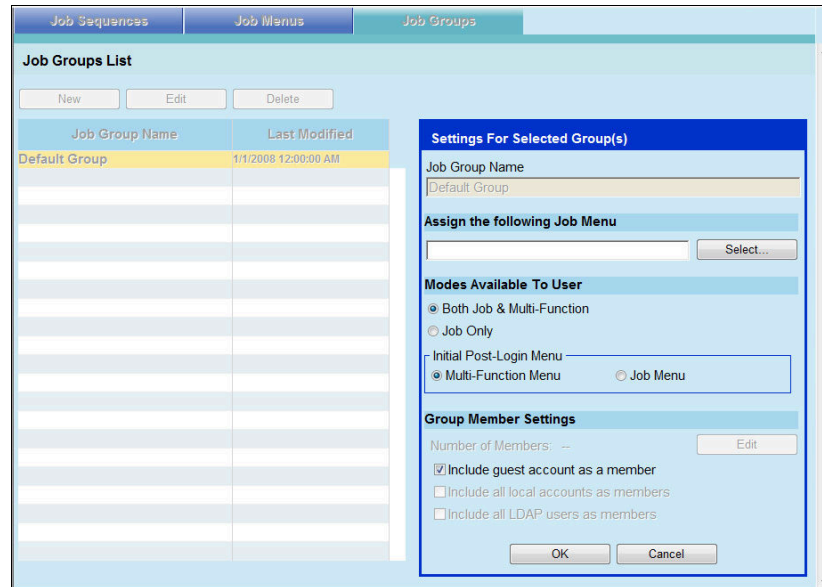 Job Sequences Job Menus Job Groups
Job Groups List
New Edit Delete
Job Group Name Last Modified
Default Group 1/1/2008 12:00:00 AM
Settings For Selected Group(s)
Job Group Name
Default Group
Assign the following Job Menu
Select...
Modes Available To User
Both Job & Multi-Function
Job Only
Initial Post-Login Menu
Multi-Function Menu Job Menu
Group Member Settings
Number of Members: -- Edit
Include guest account as a member
Include all local accounts as members
Include all LDAP users as members
OK Cancel